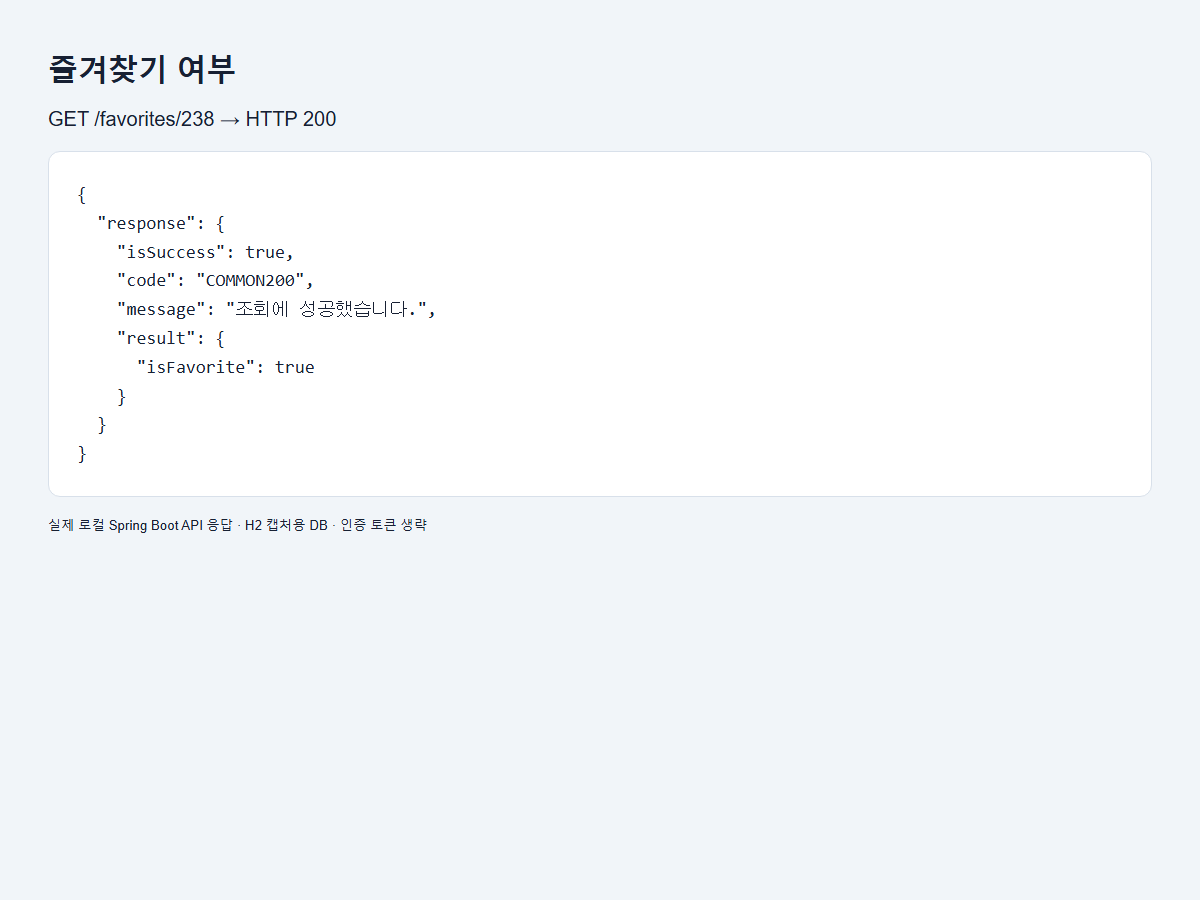 즐겨찾기 여부
GET /favorites/238 → HTTP 200
{
  "response": {
    "isSuccess": true,
    "code": "COMMON200",
    "message": "조회에 성공했습니다.",
    "result": {
      "isFavorite": true
    }
  }
}
실제 로컬 Spring Boot API 응답 · H2 캡처용 DB · 인증 토큰 생략